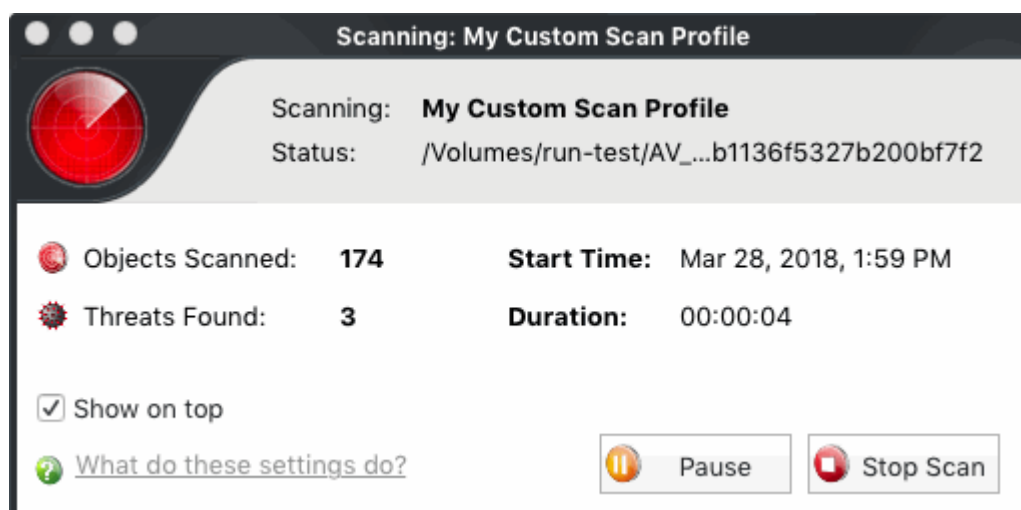 Scanning: My Custom Scan Profile
Scanning: My Custom Scan Profile
Status: /Volumes/run-test/AV_...b1136f5327b200bf7f2
Objects Scanned: 174 Start Time: Mar 28, 2018, 1:59 PM
Threats Found: 3 Duration: 00:00:04
Show on top
What do these settings do? Pause Stop Scan